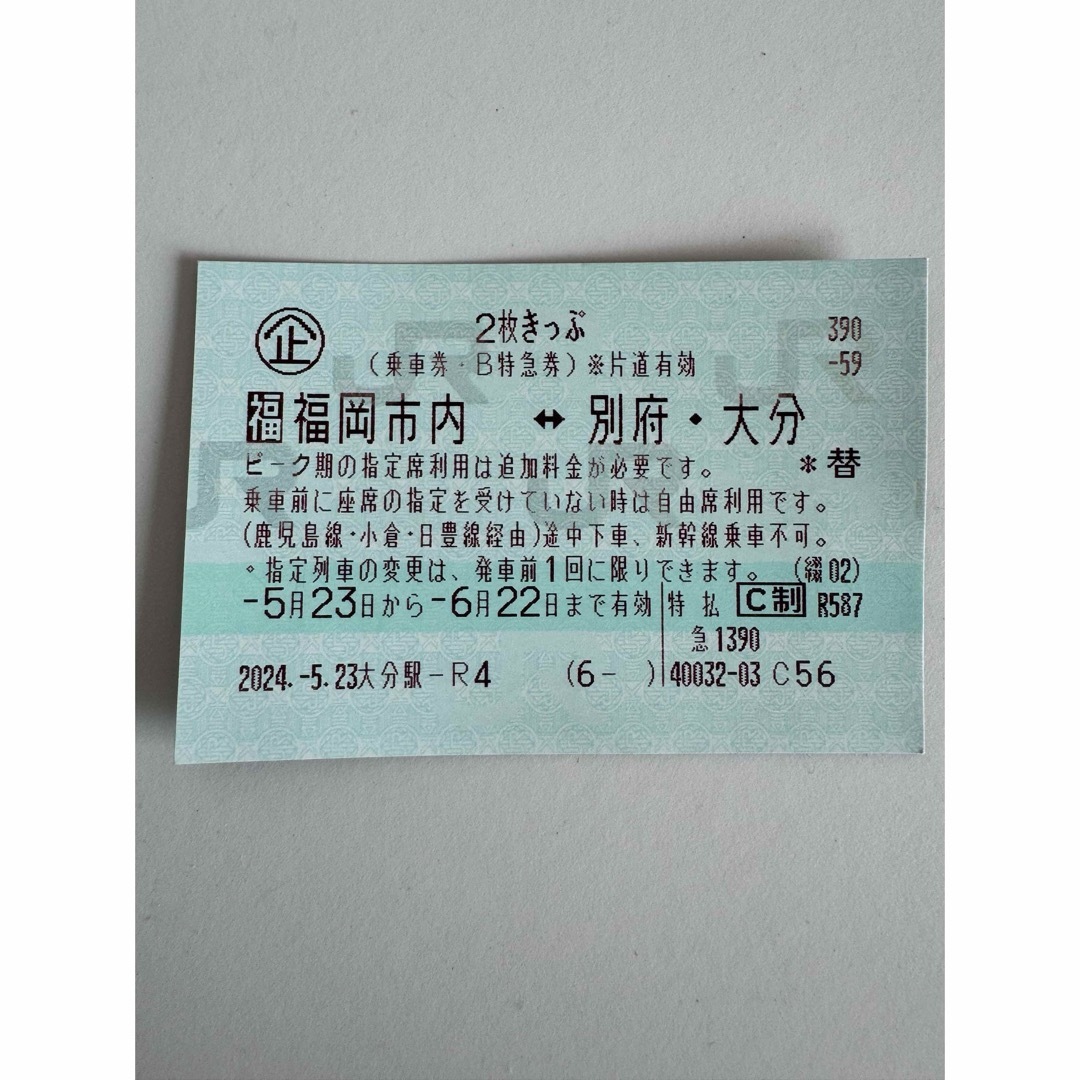 企 2枚きっぷ 390
(乗車券・B特急券)※片道有効 -59
福 福岡市内 ↔ 別府・大分
ピーク期の指定席利用は追加料金が必要です。 *替
乗車前に座席の指定を受けていない時は自由席利用です。
(鹿児島線・小倉・日豊線経由)途中下車、新幹線乗車不可。
*指定列車の変更は、発車前1回に限りできます。 (綴02)
-5月23日から-6月22日まで有効 特 払 C制 R587
急1390
2024.-5.23大分駅-R4 (6- ) 40032-03 C56